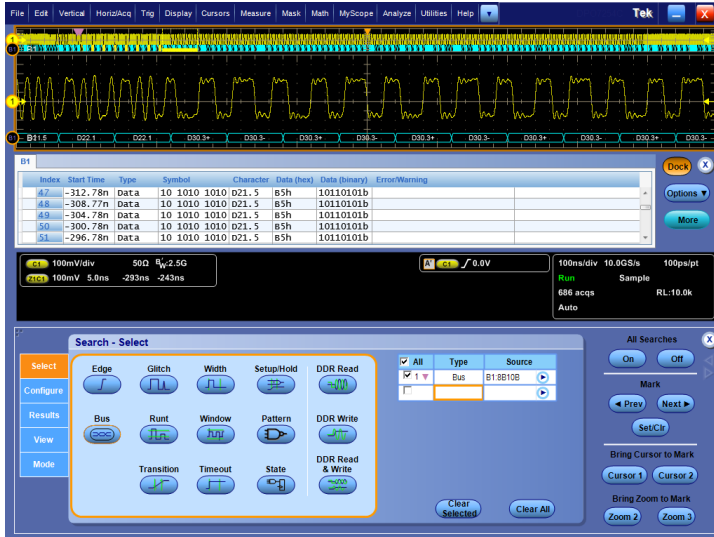 File Edit Vertical Horiz/Acq Trig Display Cursors Measure Mask Math MyScope Analyze Utilities Help Tek X
1
B1 B1
1
B1 B11.5 D22.1 D22.1 D30.3+ D30.3- D30.3+ D30.3- D30.3+ D30.3- D30.3+ D30.3- D30.3+ D30.3-
B1
Dock X
Index Start Time Type Symbol Character Data (hex) Data (binary) Error/Warning
47 -312.78n Data 10 1010 1010 D21.5 B5h 10110101b
48 -308.77n Data 10 1010 1010 D21.5 B5h 10110101b
Options ▼
49 -304.78n Data 10 1010 1010 D21.5 B5h 10110101b
50 -300.78n Data 10 1010 1010 D21.5 B5h 10110101b
More
51 -296.78n Data 10 1010 1010 D21.5 B5h 10110101b
C1 100mV/div 50Ω BW:2.5G
Z1C1 100mV 5.0ns -293ns -243ns
A' C1 0.0V
100ns/div 10.0GS/s 100ps/pt
Run Sample
686 acqs RL:10.0k
Auto
Search - Select
Select
Configure
Results
View
Mode
Edge Glitch Width Setup/Hold DDR Read
Bus Runt Window Pattern DDR Write
Transition Timeout State DDR Read
& Write
All Type Source
1 ▼ Bus B1:8B10B
Clear
Selected
Clear All
All Searches X
On Off
Mark
◄ Prev Next ►
Set/Clr
Bring Cursor to Mark
Cursor 1 Cursor 2
Bring Zoom to Mark
Zoom 2 Zoom 3